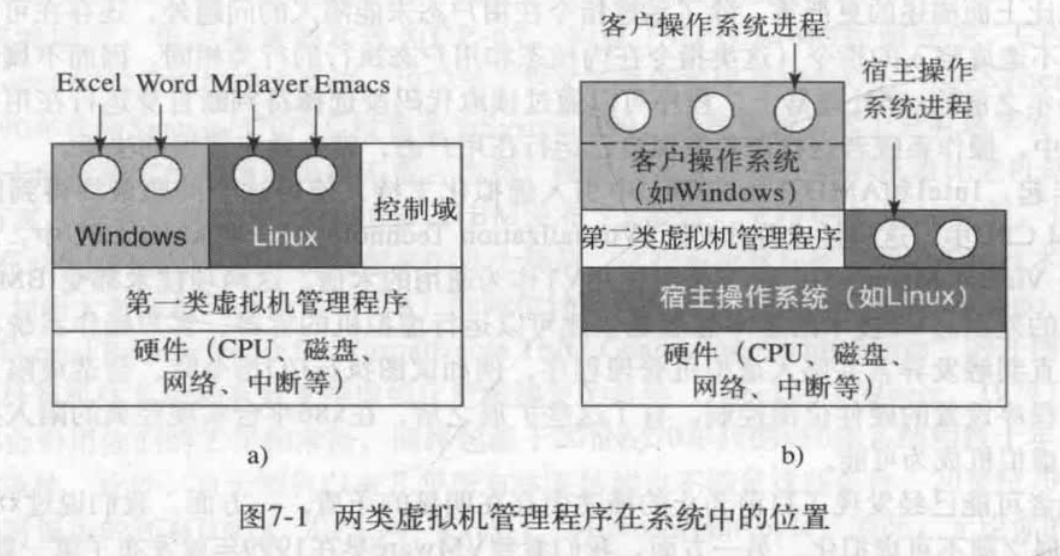 客户操作系统进程
宿主操作
系统进程
Excel Word Mplayer Emacs
Windows
Linux
控制域
第一类虚拟机管理程序
硬件（CPU、磁盘、
网络、中断等）
a)
客户操作系统
（如Windows）
第二类虚拟机管理程序
宿主操作系统（如Linux）
硬件（CPU、磁盘、
网络、中断等）
b)
图7-1 两类虚拟机管理程序在系统中的位置